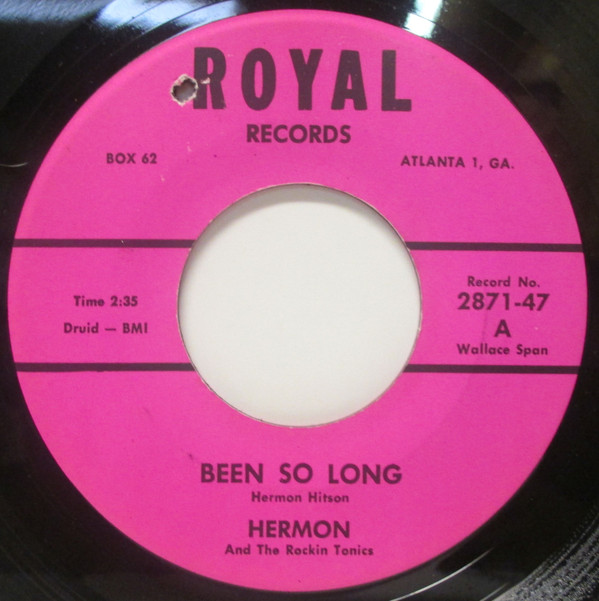 ROYAL
RECORDS
BOX 62
ATLANTA 1, GA.
Time 2:35
Druid — BMI
Record No.
2871-47
A
Wallace Span
BEEN SO LONG
Hermon Hitson
HERMON
And The Rockin Tonics